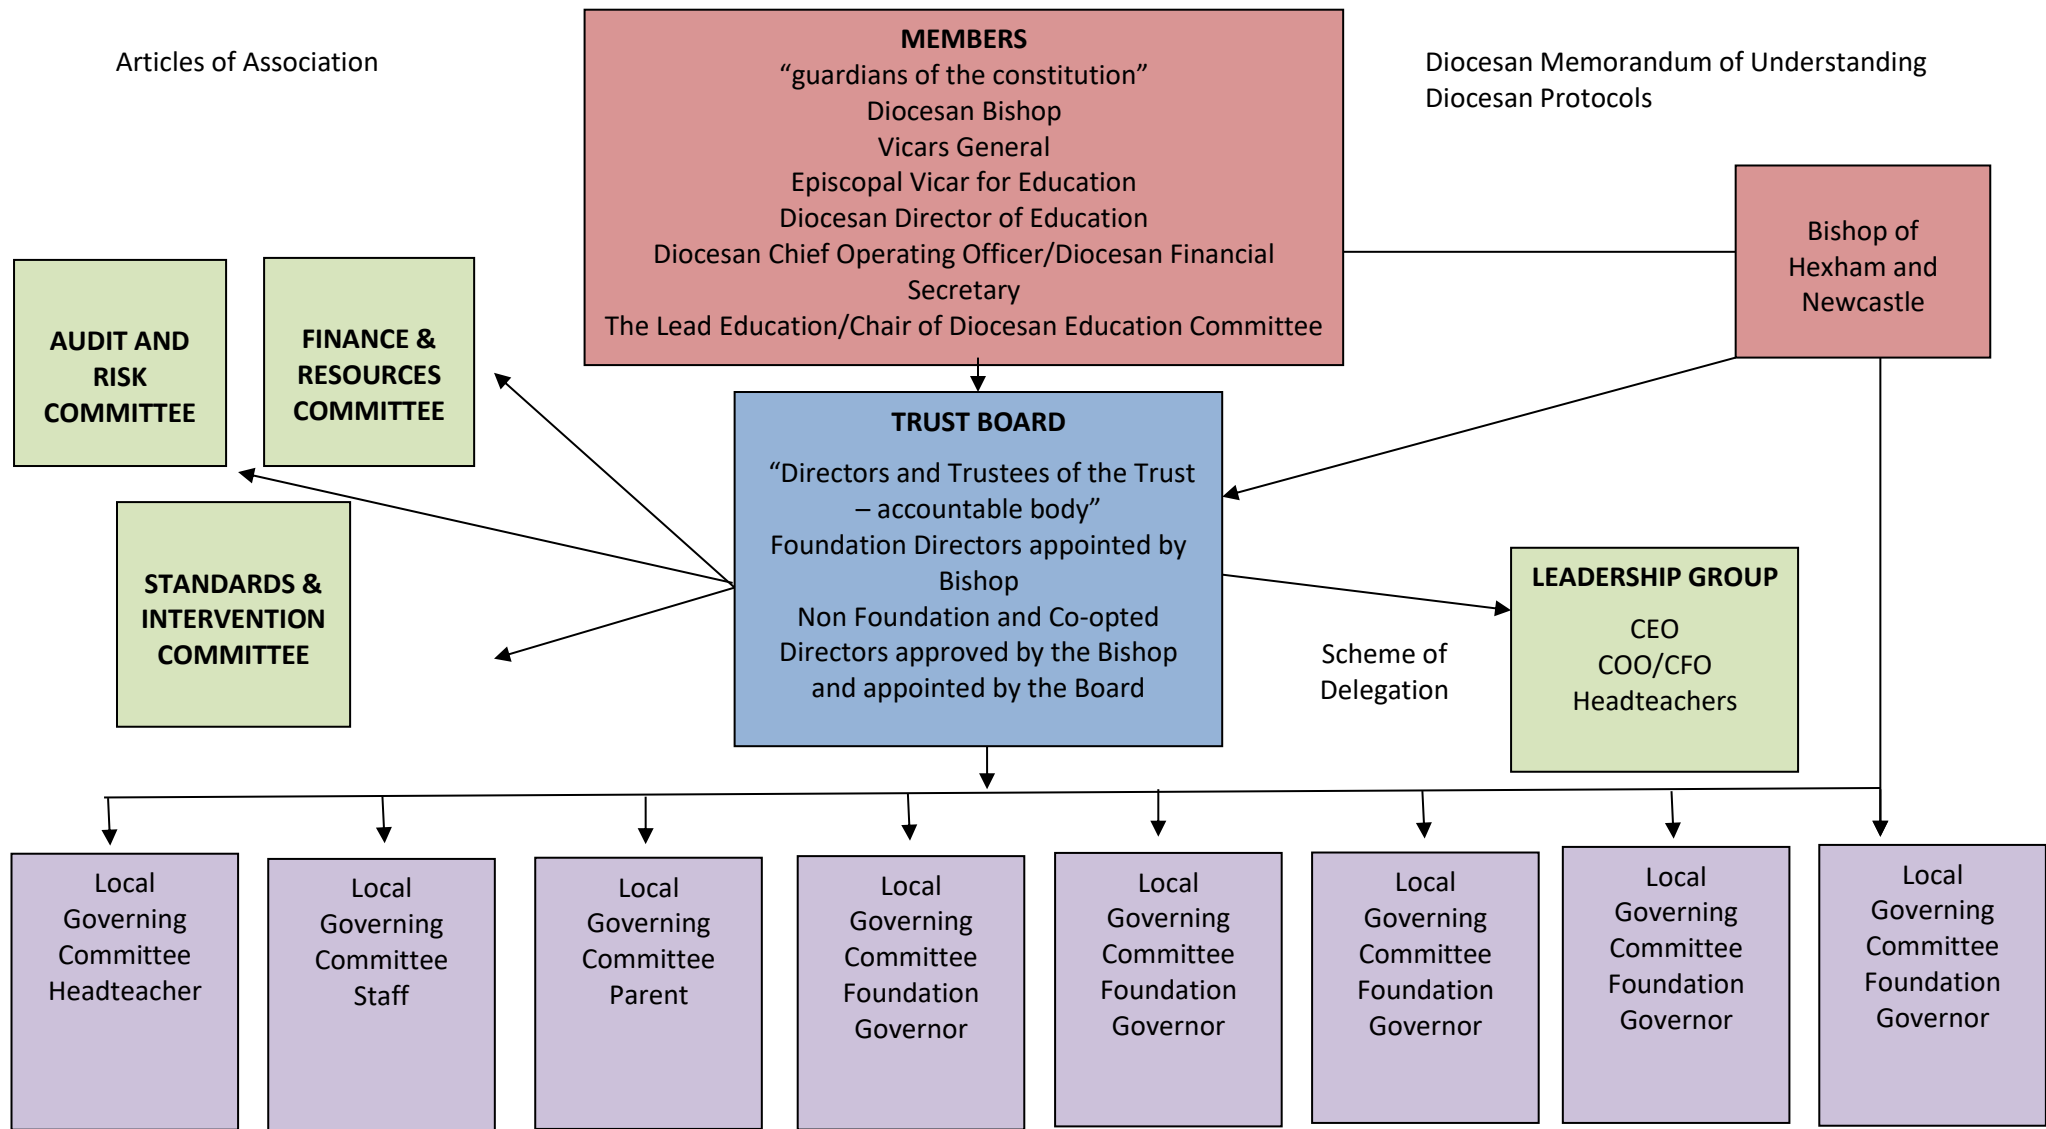 Articles of Association
MEMBERS
“guardians of the constitution”
Diocesan Bishop
Vicars General
Episcopal Vicar for Education
Diocesan Director of Education
Diocesan Chief Operating Officer/Diocesan Financial
Secretary
The Lead Education/Chair of Diocesan Education Committee
Diocesan Memorandum of Understanding
Diocesan Protocols
Bishop of
Hexham and
Newcastle
AUDIT AND
RISK
COMMITTEE
FINANCE &
RESOURCES
COMMITTEE
STANDARDS &
INTERVENTION
COMMITTEE
TRUST BOARD
“Directors and Trustees of the Trust
– accountable body”
Foundation Directors appointed by
Bishop
Non Foundation and Co-opted
Directors approved by the Bishop
and appointed by the Board
Scheme of
Delegation
LEADERSHIP GROUP
CEO
COO/CFO
Headteachers
Local
Governing
Committee
Headteacher
Local
Governing
Committee
Staff
Local
Governing
Committee
Parent
Local
Governing
Committee
Foundation
Governor
Local
Governing
Committee
Foundation
Governor
Local
Governing
Committee
Foundation
Governor
Local
Governing
Committee
Foundation
Governor
Local
Governing
Committee
Foundation
Governor